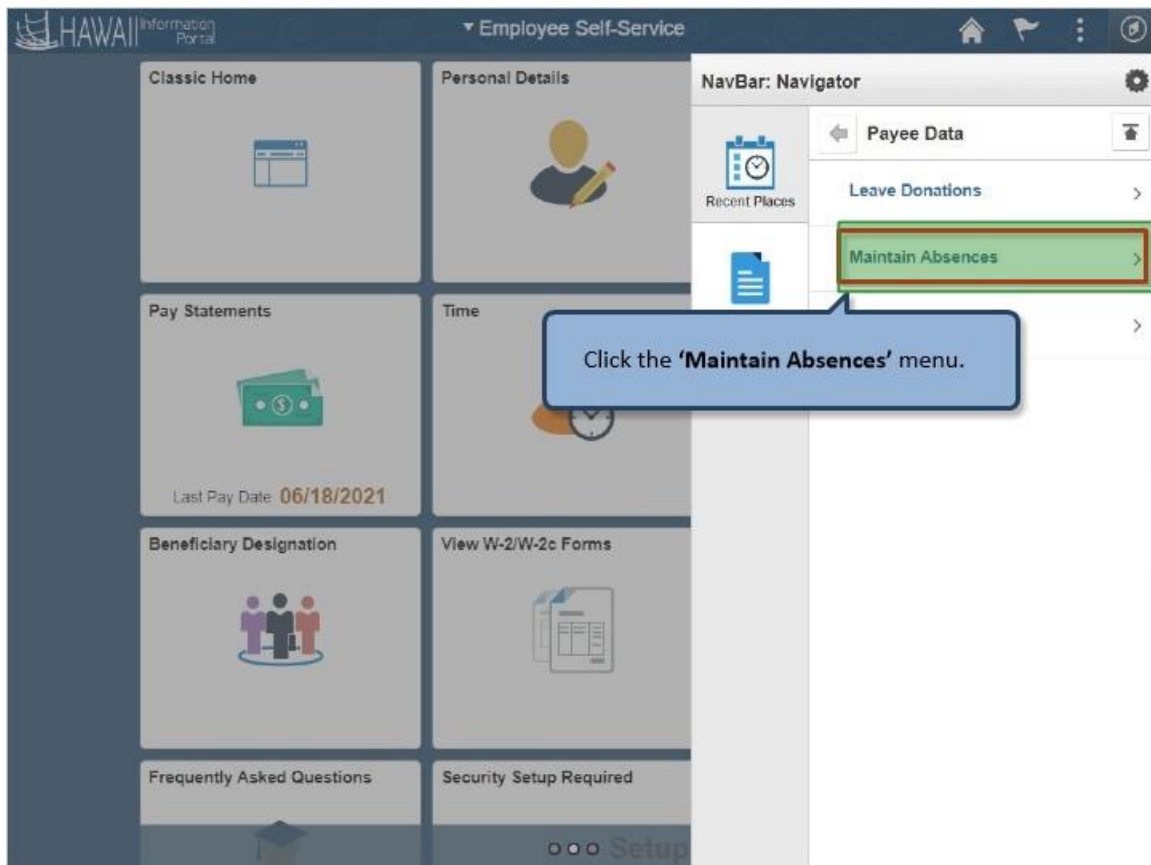 HAWAII Information Portal
Employee Self-Service
Classic Home
Personal Details
NavBar: Navigator
Payee Data
Recent Places
Leave Donations
Maintain Absences
Pay Statements
Time
Click the ‘Maintain Absences’ menu.
Last Pay Date 06/18/2021
Beneficiary Designation
View W-2/W-2c Forms
Frequently Asked Questions
Security Setup Required
Setup